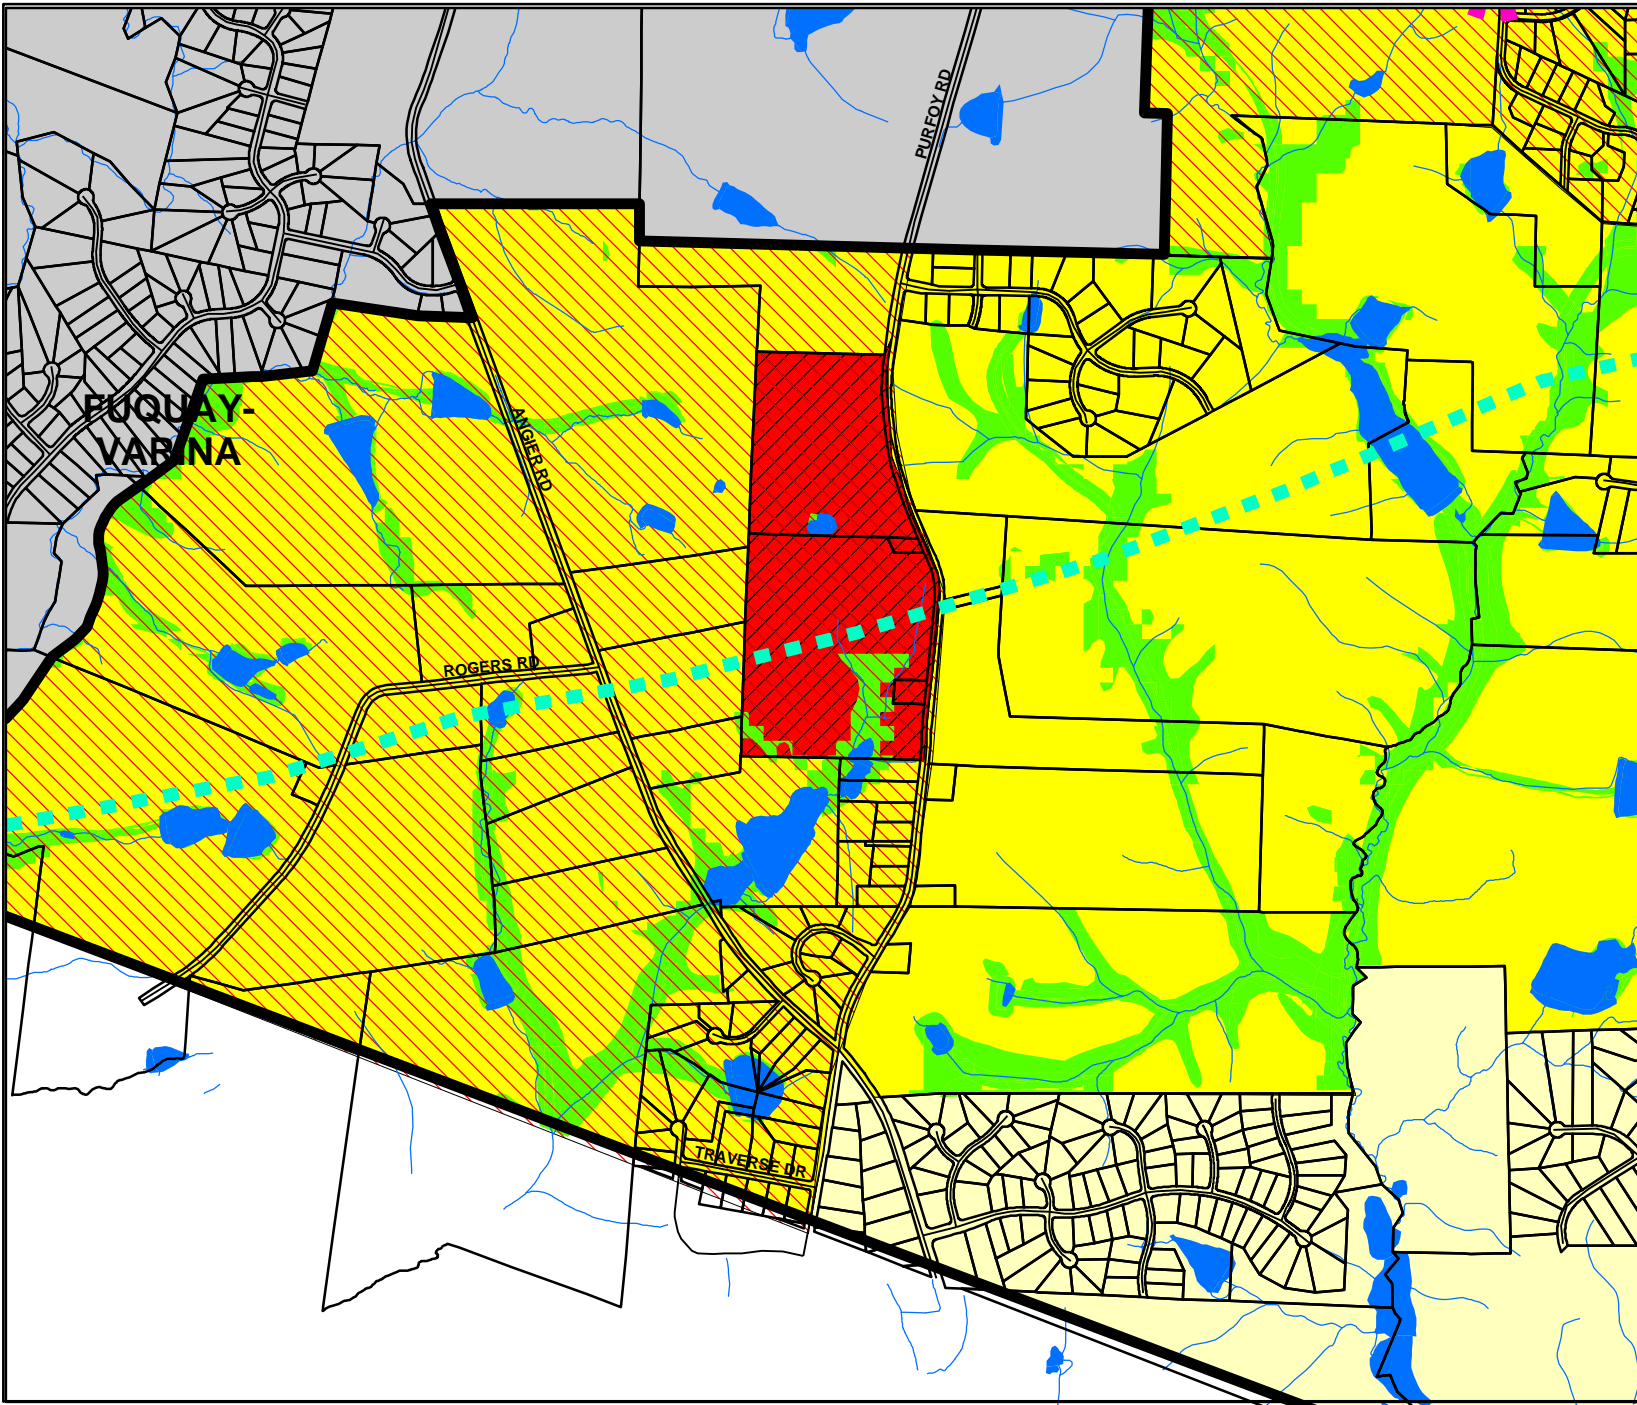 PURFOY RD
FUQUAY-
VARINA
ANGIER RD
ROGERS RD
TRAVERSE DR